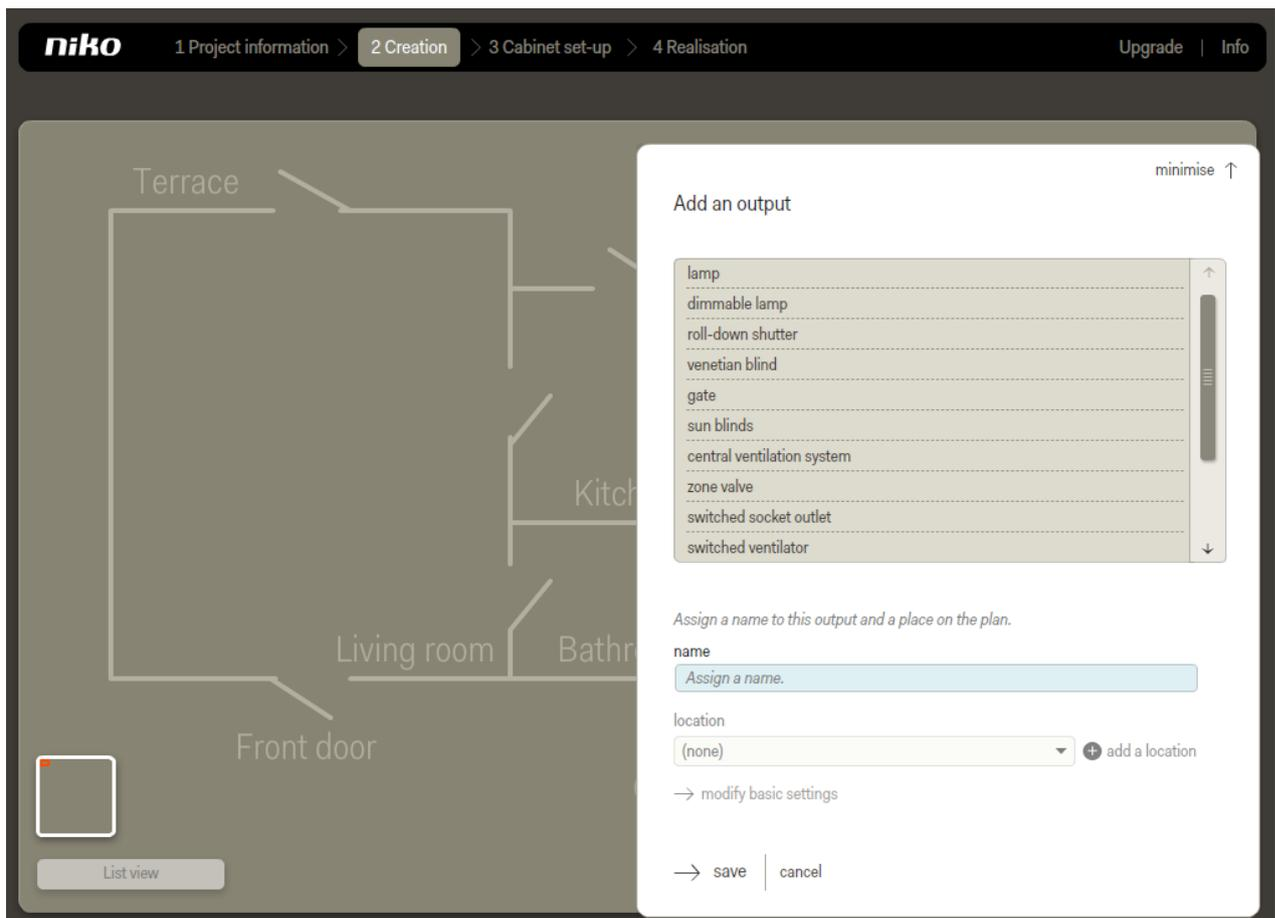 niko 1 Project information 2 Creation 3 Cabinet set-up 4 Realisation Upgrade | Info
minimise
Add an output
lamp
dimmable lamp
roll-down shutter
venetian blind
gate
sun blinds
central ventilation system
zone valve
switched socket outlet
switched ventilator
Assign a name to this output and a place on the plan.
name
Assign a name.
location
(none) add a location
modify basic settings
save cancel
Terrace
Kitch
Living room Bathr
Front door
List view